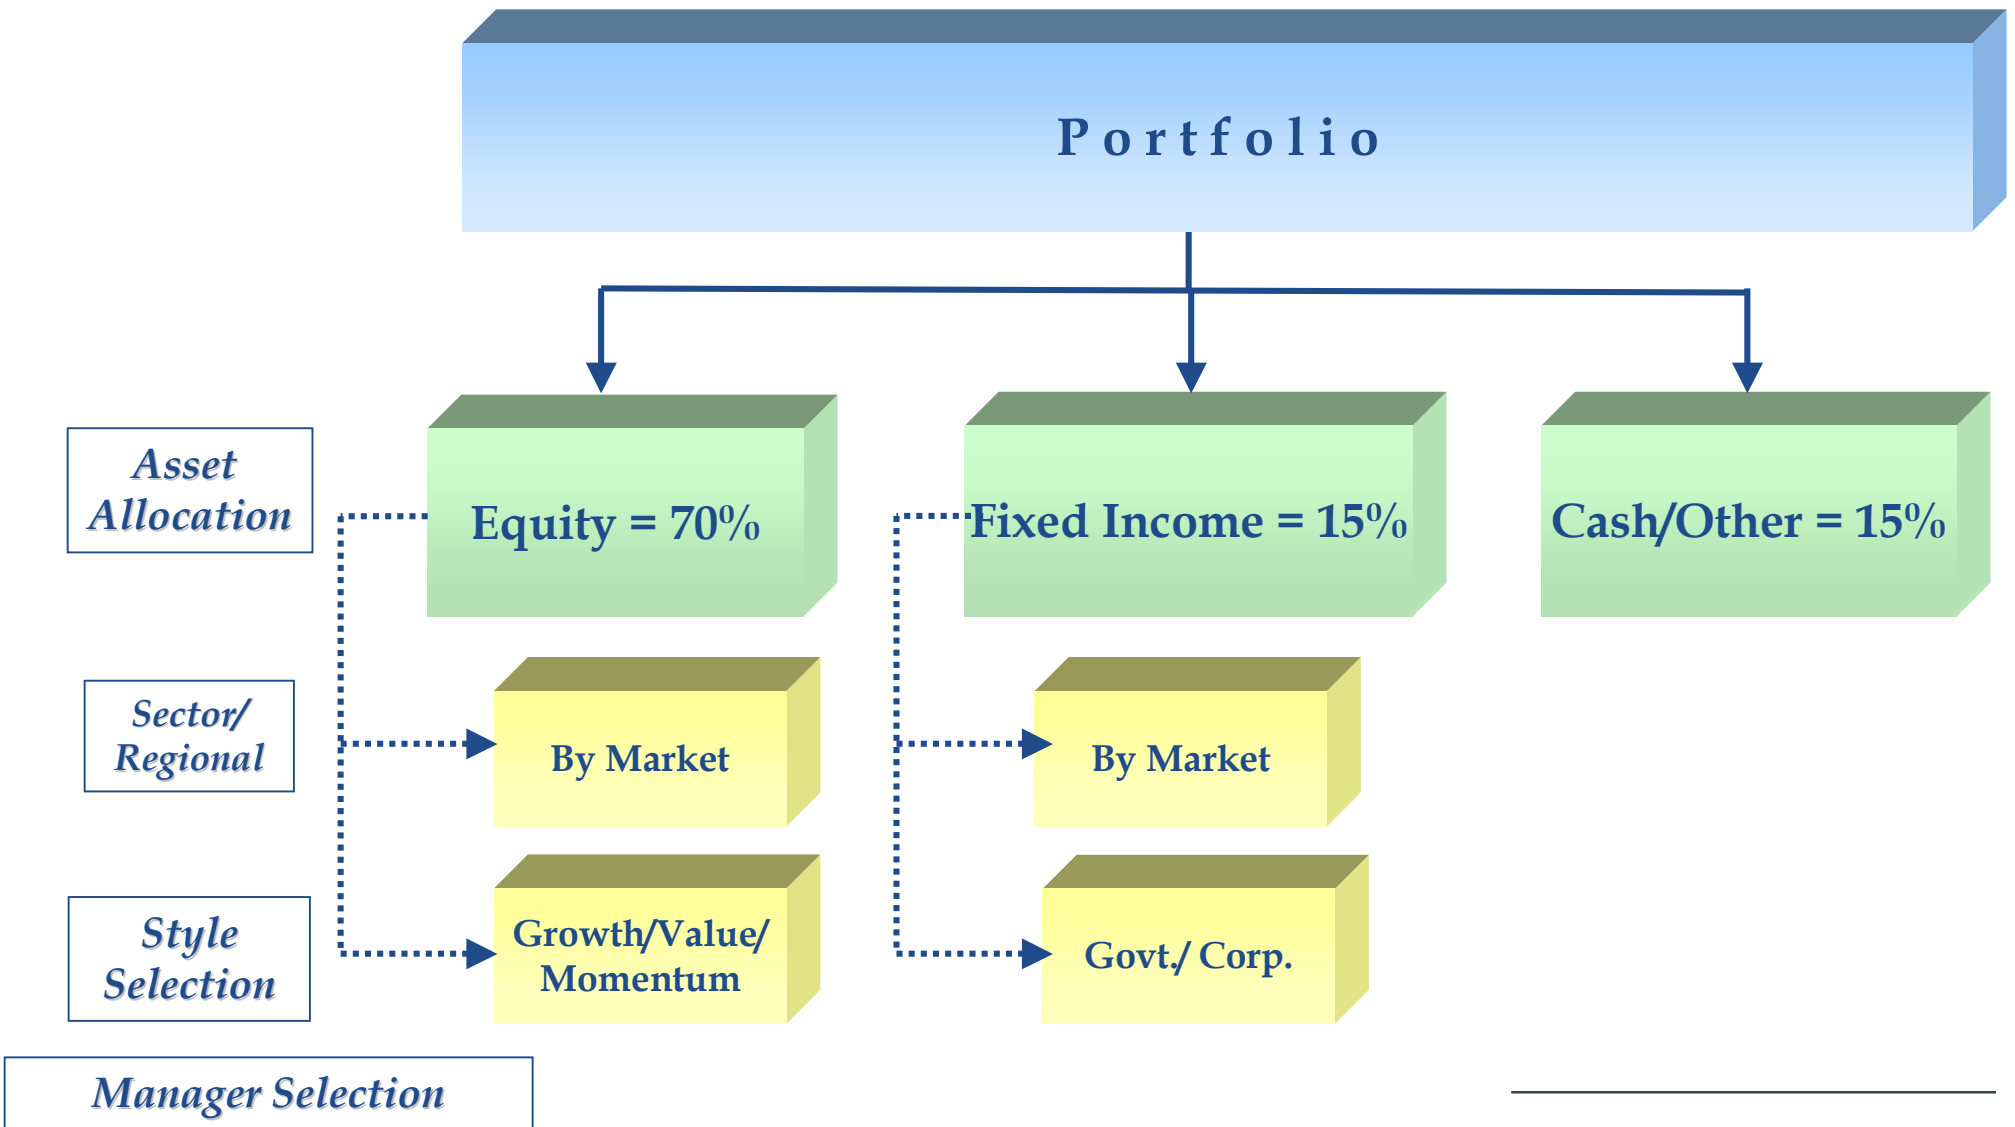 P o r t f o l i o
Asset
Allocation
Equity = 70%
Fixed Income = 15%
Cash/Other = 15%
Sector/
Regional
By Market
By Market
Style
Selection
Growth/Value/
Momentum
Govt./ Corp.
Manager Selection